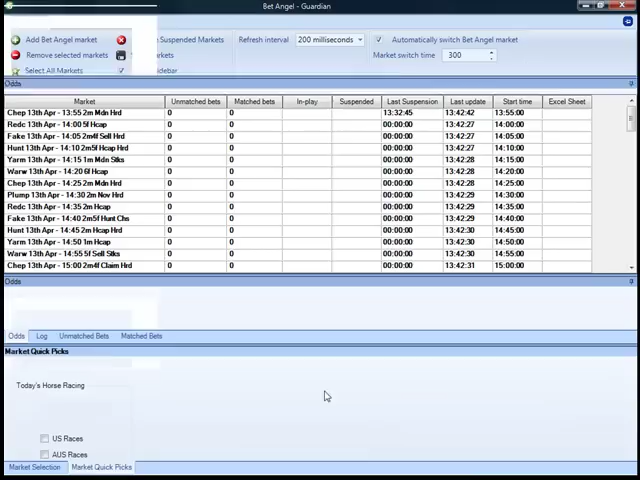 Bet Angel - Guardian
Add Bet Angel market
Suspended Markets
Refresh interval
200 milliseconds
Automatically switch Bet Angel market
Remove selected markets
Market switch time
300
Select All Markets
Odds
Market Unmatched bets Matched bets In-play Suspended Last Suspension Last update Start time Excel Sheet
Chep 13th Apr - 13:55 2m Mdn Hrd 0 0 13:32:45 13:42:42 13:55:00
Redc 13th Apr - 14:00 5f Hcap 0 0 00:00:00 13:42:27 14:00:00
Fake 13th Apr - 14:05 2m4f Sell Hrd 0 0 00:00:00 13:42:27 14:05:00
Hunt 13th Apr - 14:10 2m5f Hcap Hrd 0 0 00:00:00 13:42:27 14:10:00
Yarm 13th Apr - 14:15 1m Mdn Stks 0 0 00:00:00 13:42:28 14:15:00
Warw 13th Apr - 14:20 6f Hcap 0 0 00:00:00 13:42:28 14:20:00
Chep 13th Apr - 14:25 2m Mdn Hrd 0 0 00:00:00 13:42:28 14:25:00
Plump 13th Apr - 14:30 2m Nov Hrd 0 0 00:00:00 13:42:29 14:30:00
Redc 13th Apr - 14:35 2m Hcap 0 0 00:00:00 13:42:29 14:35:00
Fake 13th Apr - 14:40 2m5f Hunt Chs 0 0 00:00:00 13:42:29 14:40:00
Hunt 13th Apr - 14:45 2m Hcap Hrd 0 0 00:00:00 13:42:30 14:45:00
Yarm 13th Apr - 14:50 1m Hcap 0 0 00:00:00 13:42:30 14:50:00
Warw 13th Apr - 14:55 5f Sell Stks 0 0 00:00:00 13:42:30 14:55:00
Chep 13th Apr - 15:00 2m4f Claim Hrd 0 0 00:00:00 13:42:31 15:00:00
Odds
Odds Log Unmatched Bets Matched Bets
Market Quick Picks
Today's Horse Racing
US Races
AUS Races
Market Selection Market Quick Picks